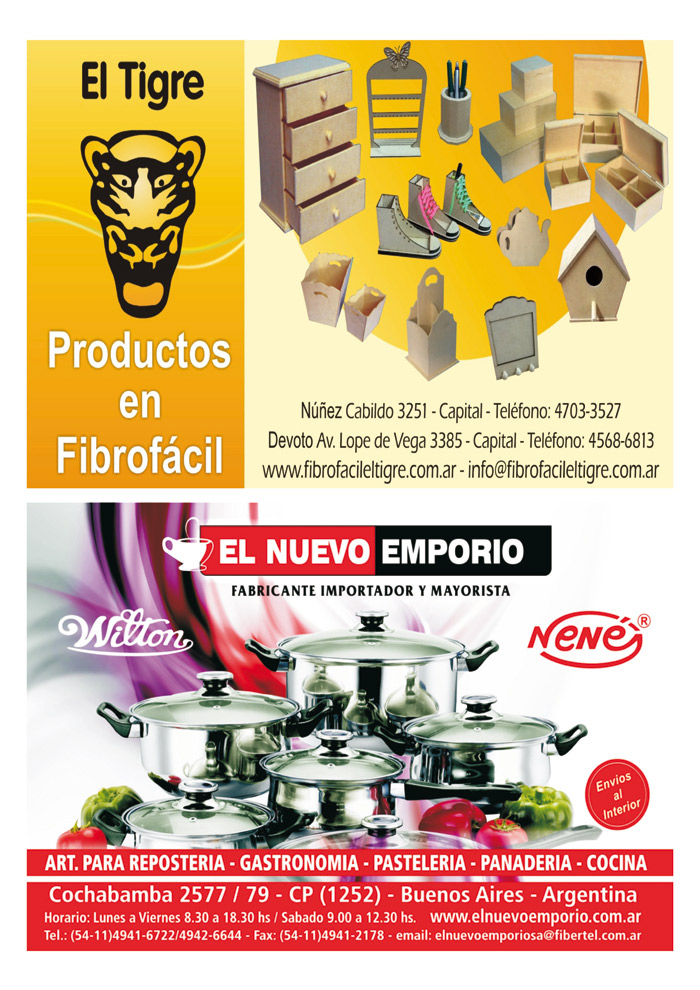 El Tigre
Productos
en
Fibrofácil
Núñez Cabildo 3251 - Capital - Teléfono: 4703-3527
Devoto Av. Lope de Vega 3385 - Capital - Teléfono: 4568-6813
www.fibrofacileltigre.com.ar - info@fibrofacileltigre.com.ar
EL NUEVO EMPORIO
FABRICANTE IMPORTADOR Y MAYORISTA
Wilton
Nené®
Envios
al
Interior
ART. PARA REPOSTERIA - GASTRONOMIA - PASTELERIA - PANADERIA - COCINA
Cochabamba 2577 / 79 - CP (1252) - Buenos Aires - Argentina
Horario: Lunes a Viernes 8.30 a 18.30 hs / Sabado 9.00 a 12.30 hs. www.elnuevoemporio.com.ar
Tel.: (54-11)4941-6722/4942-6644 - Fax: (54-11)4941-2178 - email: elnuevoemporiosa@fibertel.com.ar